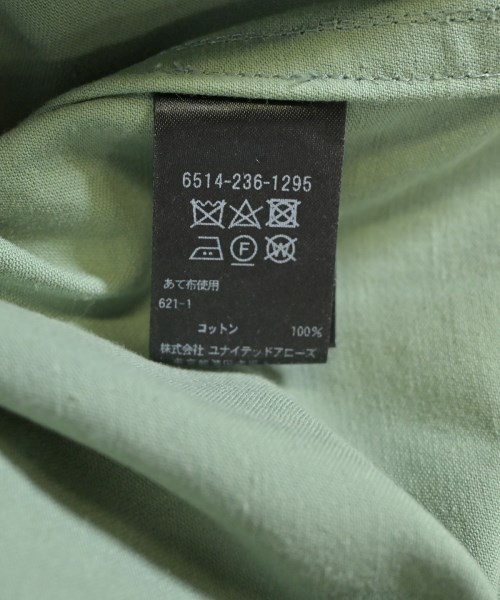 6514-236-1295
F W
あて布使用
621-1
コットン 100%
株式会社 ユナイテッドアローズ